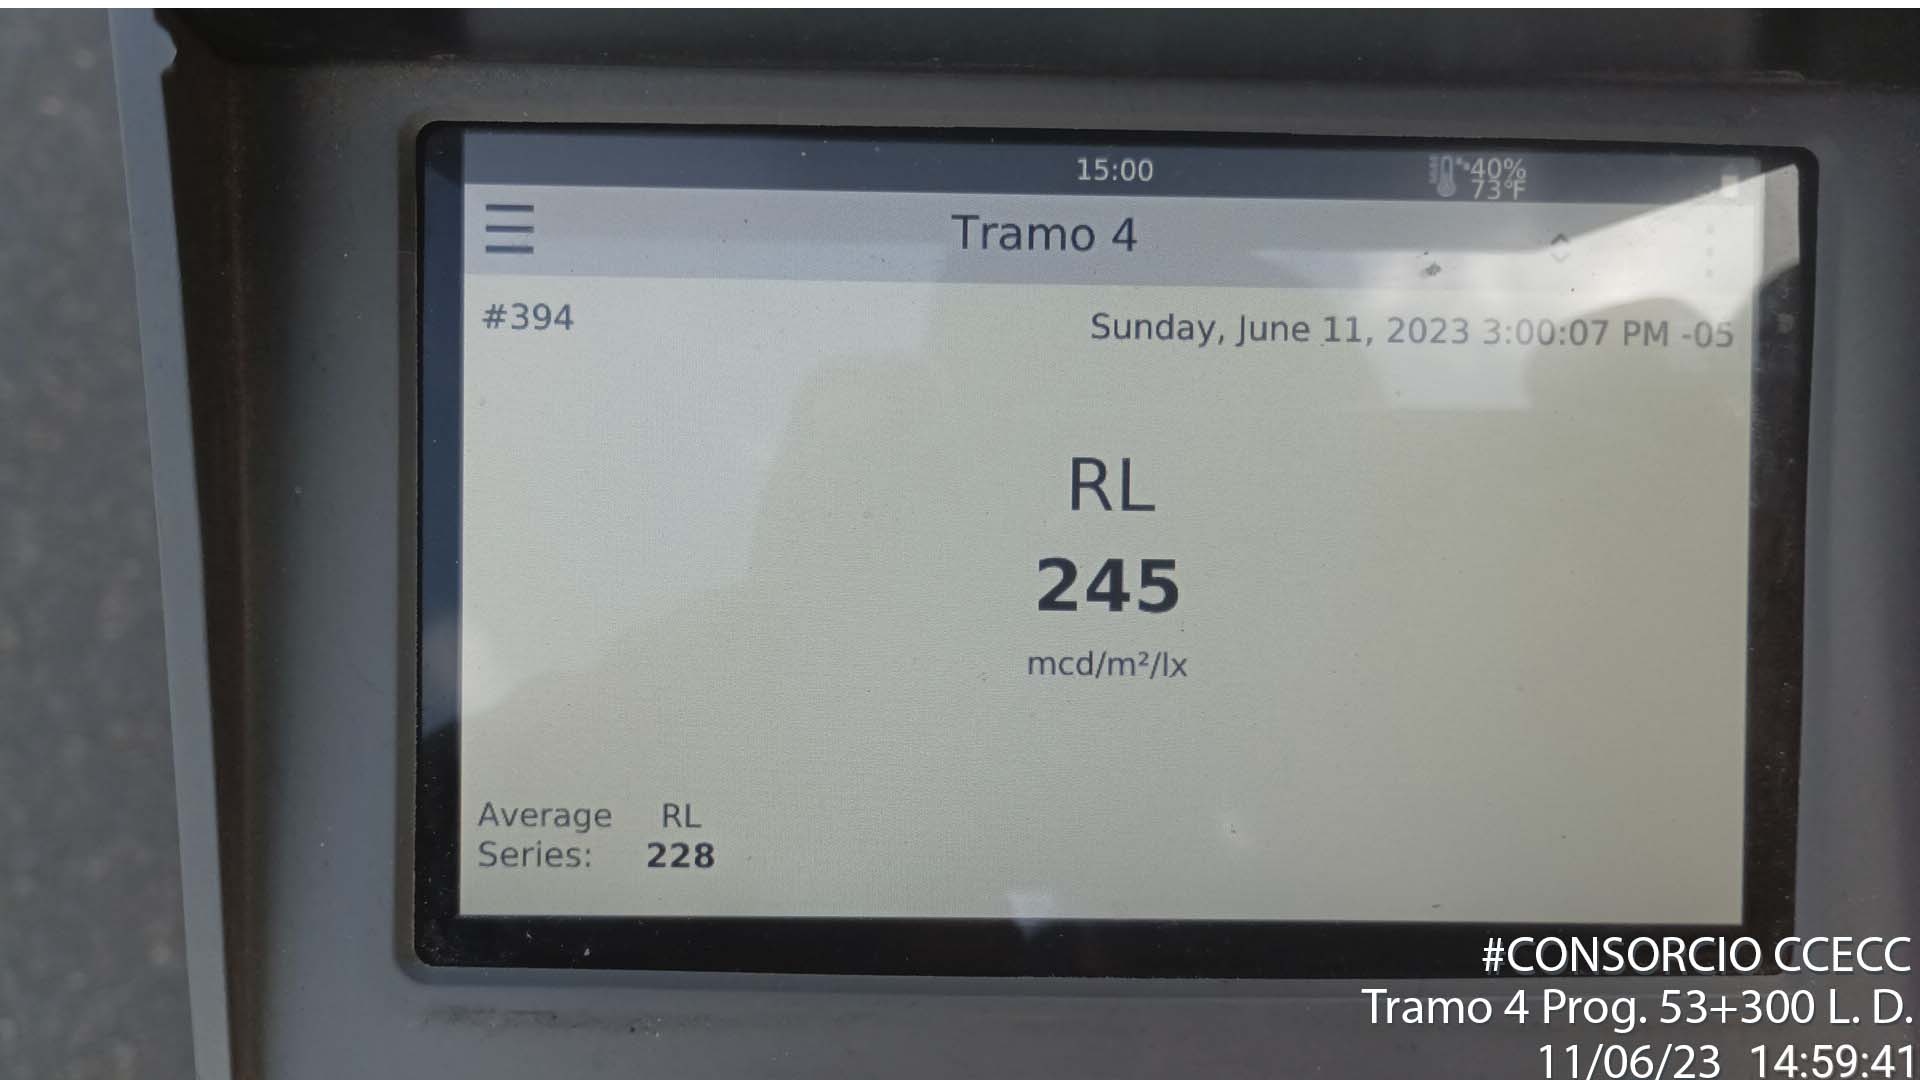 15:00
40%
73°F
Tramo 4
#394
Sunday, June 11, 2023 3:00:07 PM -05
RL
245
mcd/m²/lx
Average RL
Series: 228
#CONSORCIO CCECC
Tramo 4 Prog. 53+300 L. D.
11/06/23 14:59:41